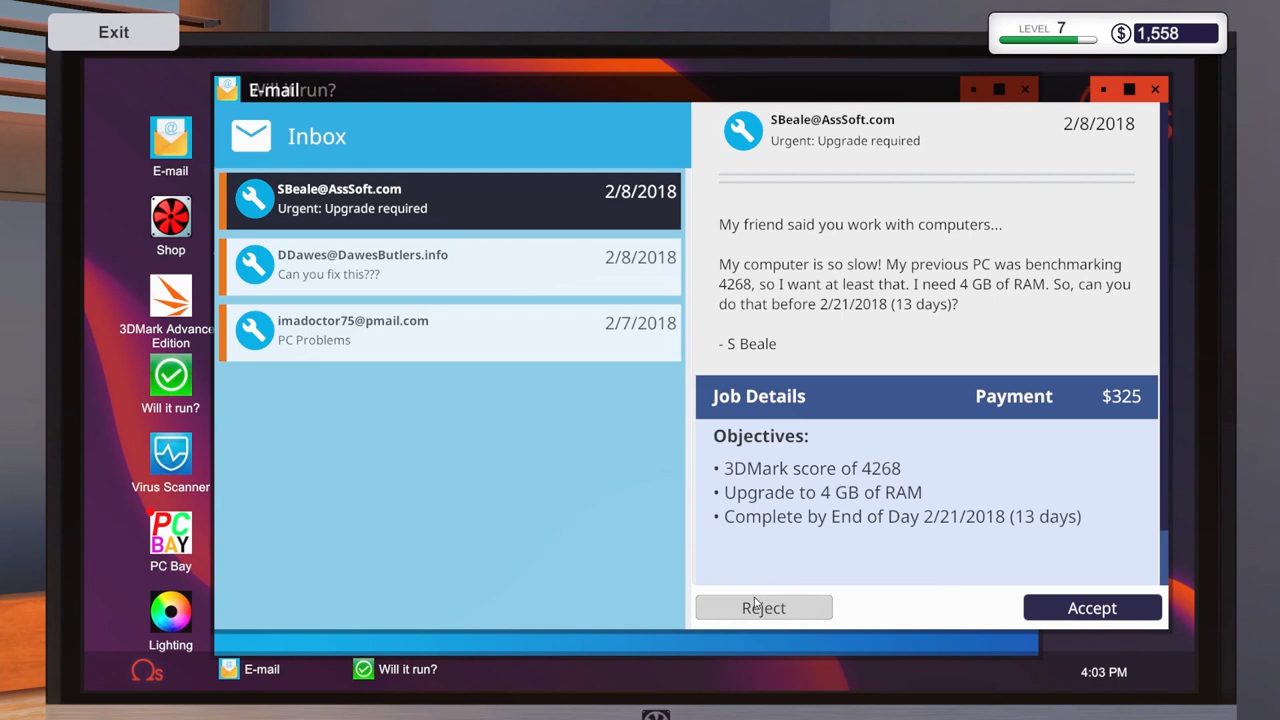 Exit
LEVEL 7
$ 1,558
E-mail
Inbox
SBeale@AssSoft.com
2/8/2018
Urgent: Upgrade required
DDawes@DawesButlers.info
2/8/2018
Can you fix this???
imadoctor75@pmail.com
2/7/2018
PC Problems
SBeale@AssSoft.com
2/8/2018
Urgent: Upgrade required
My friend said you work with computers...
My computer is so slow! My previous PC was benchmarking
4268, so I want at least that. I need 4 GB of RAM. So, can you
do that before 2/21/2018 (13 days)?
- S Beale
Job Details Payment $325
Objectives:
• 3DMark score of 4268
• Upgrade to 4 GB of RAM
• Complete by End of Day 2/21/2018 (13 days)
Reject
Accept
E-mail
Shop
3DMark Advance
Edition
Will it run?
Virus Scanner
PC
BAY
PC Bay
Lighting
E-mail
Will it run?
4:03 PM